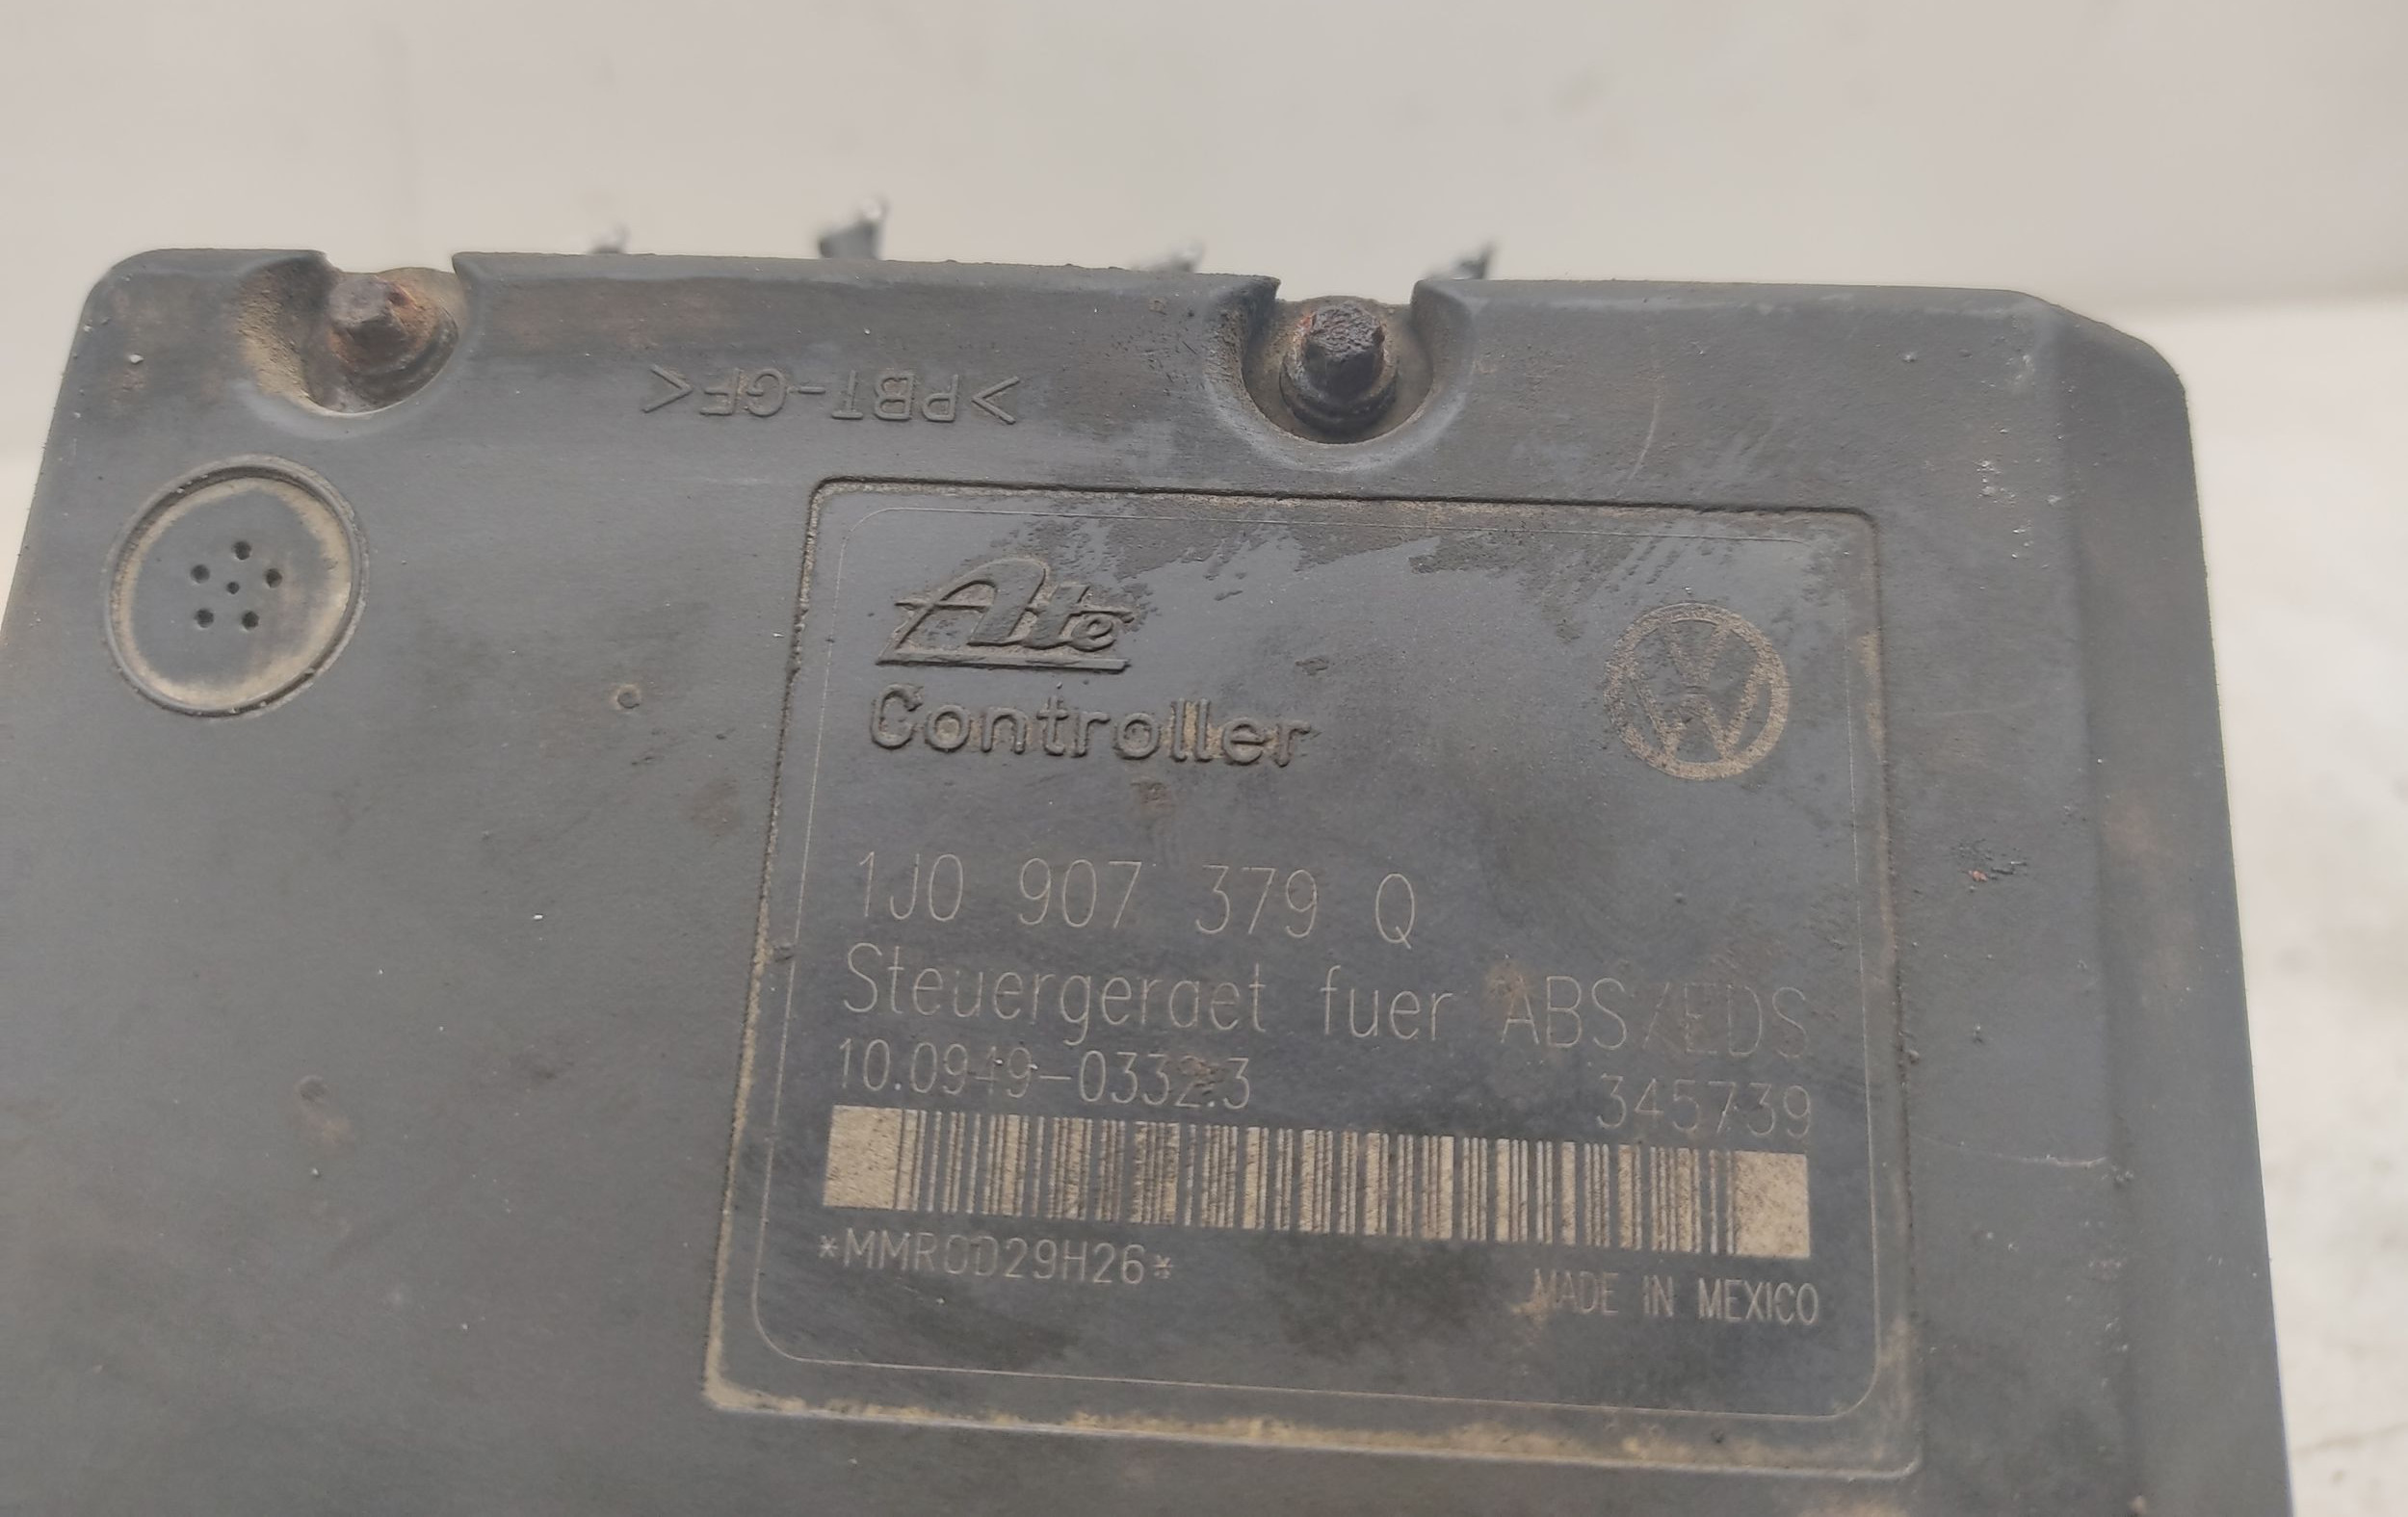 >PBT-GF<
Ate
Controller
1J0 907 379 Q
Steuergeraet fuer ABS/EDS
10.0949-0332.3 345739
*MMR0D29H26*
MADE IN MEXICO